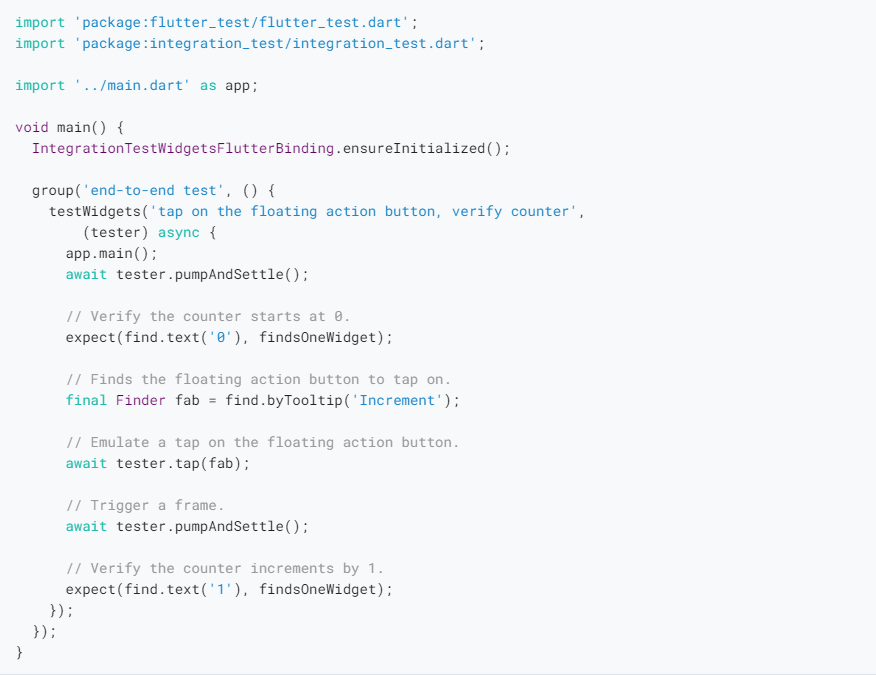 import 'package:flutter_test/flutter_test.dart';
import 'package:integration_test/integration_test.dart';

import '../main.dart' as app;

void main() {
  IntegrationTestWidgetsFlutterBinding.ensureInitialized();

  group('end-to-end test', () {
    testWidgets('tap on the floating action button, verify counter',
        (tester) async {
      app.main();
      await tester.pumpAndSettle();

      // Verify the counter starts at 0.
      expect(find.text('0'), findsOneWidget);

      // Finds the floating action button to tap on.
      final Finder fab = find.byTooltip('Increment');

      // Emulate a tap on the floating action button.
      await tester.tap(fab);

      // Trigger a frame.
      await tester.pumpAndSettle();

      // Verify the counter increments by 1.
      expect(find.text('1'), findsOneWidget);
    });
  });
}